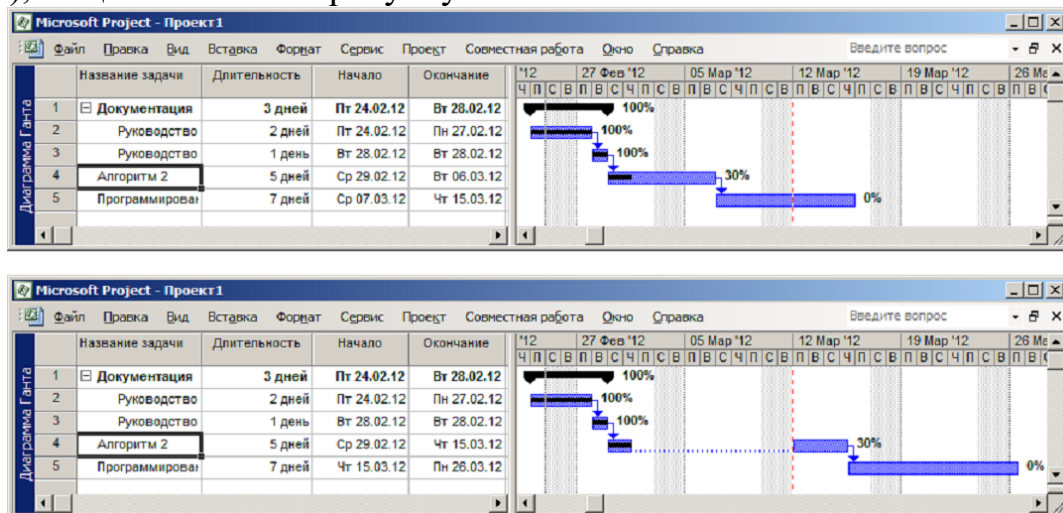 Microsoft Project - Проект1
Файл Правка Вид Вставка Формат Сервис Проект Совместная работа Окно Справка Введите вопрос
Название задачи Длительность Начало Окончание '12 27 Фев '12 05 Мар '12 12 Мар '12 19 Мар '12 26 Ма
Ч П С В П В С Ч П С В П В С Ч П С В П В С Ч П С В П В С Ч П С В П В
Диаграмма Ганта
1 Документация 3 дней Пт 24.02.12 Вт 28.02.12 100%
2 Руководство 2 дней Пт 24.02.12 Пн 27.02.12 100%
3 Руководство 1 день Вт 28.02.12 Вт 28.02.12 100%
4 Алгоритм 2 5 дней Ср 29.02.12 Вт 06.03.12 30%
5 Программирова 7 дней Ср 07.03.12 Чт 15.03.12 0%
Microsoft Project - Проект1
Файл Правка Вид Вставка Формат Сервис Проект Совместная работа Окно Справка Введите вопрос
Название задачи Длительность Начало Окончание '12 27 Фев '12 05 Мар '12 12 Мар '12 19 Мар '12 26 Ма
Ч П С В П В С Ч П С В П В С Ч П С В П В С Ч П С В П В С Ч П С В П В
Диаграмма Ганта
1 Документация 3 дней Пт 24.02.12 Вт 28.02.12 100%
2 Руководство 2 дней Пт 24.02.12 Пн 27.02.12 100%
3 Руководство 1 день Вт 28.02.12 Вт 28.02.12 100%
4 Алгоритм 2 5 дней Ср 29.02.12 Чт 15.03.12 30%
5 Программирова 7 дней Чт 15.03.12 Пн 26.03.12 0%